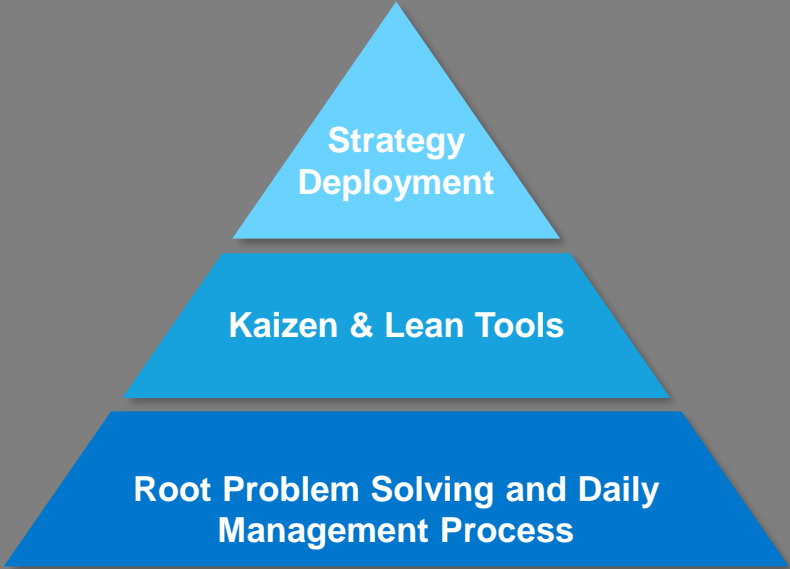 Strategy
Deployment
Kaizen & Lean Tools
Root Problem Solving and Daily
Management Process